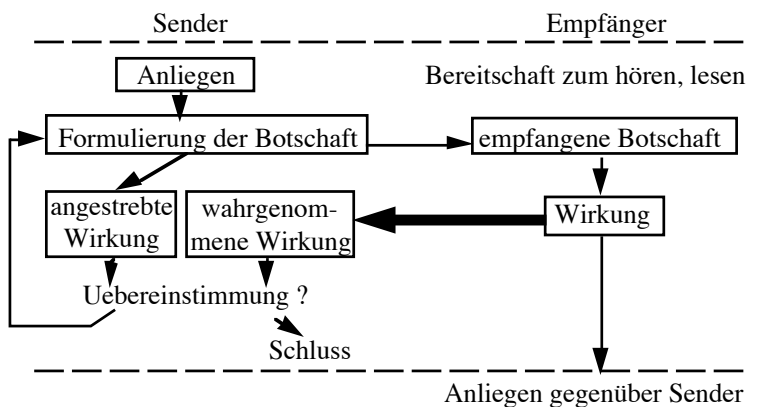 Sender
Empfänger
Anliegen
Bereitschaft zum hören, lesen
Formulierung der Botschaft
empfangene Botschaft
angestrebte
Wirkung
wahrgenom-
mene Wirkung
Wirkung
Uebereinstimmung ?
Schluss
Anliegen gegenüber Sender